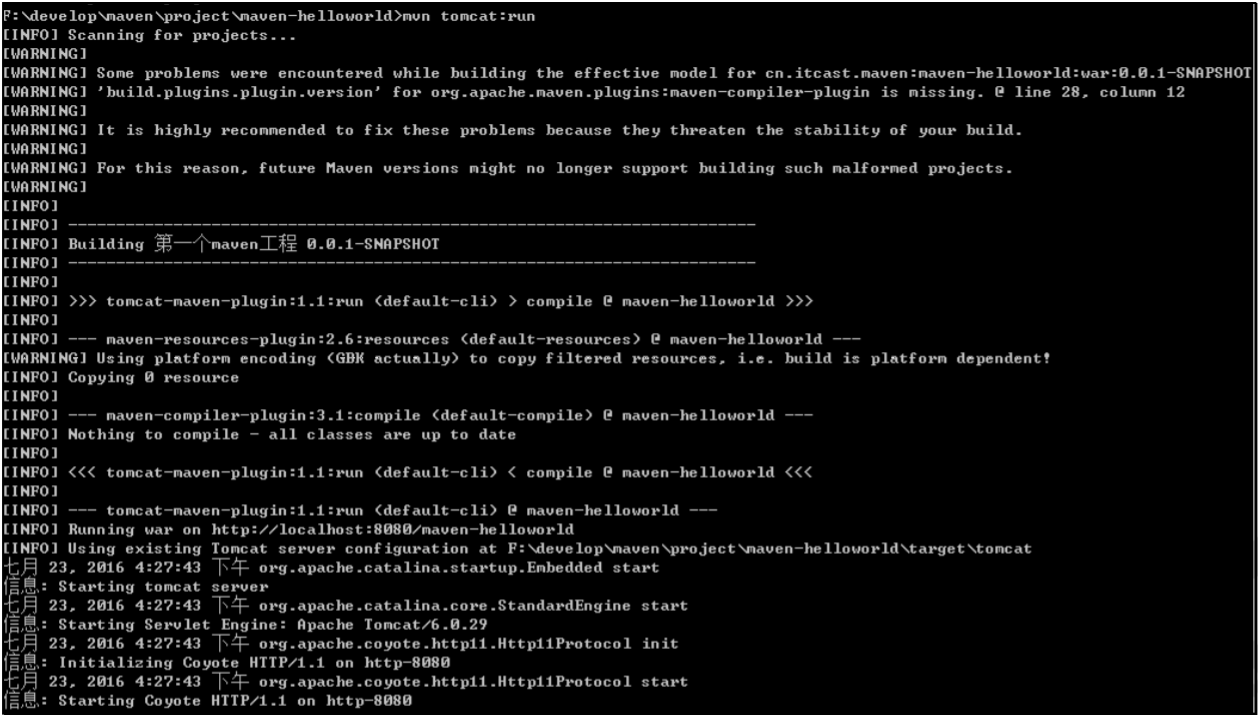 F:\develop\maven\project\maven-helloworld>mvn tomcat:run
[INFO] Scanning for projects...
[WARNING]
[WARNING] Some problems were encountered while building the effective model for cn.itcast.maven:maven-helloworld:war:0.0.1-SNAPSHOT
[WARNING] 'build.plugins.plugin.version' for org.apache.maven.plugins:maven-compiler-plugin is missing. @ line 28, column 12
[WARNING]
[WARNING] It is highly recommended to fix these problems because they threaten the stability of your build.
[WARNING]
[WARNING] For this reason, future Maven versions might no longer support building such malformed projects.
[WARNING]
[INFO]
[INFO] ------------------------------------------------------------------------
[INFO] Building 第一个maven工程 0.0.1-SNAPSHOT
[INFO] ------------------------------------------------------------------------
[INFO]
[INFO] >>> tomcat-maven-plugin:1.1:run (default-cli) > compile @ maven-helloworld >>>
[INFO]
[INFO] --- maven-resources-plugin:2.6:resources (default-resources) @ maven-helloworld ---
[WARNING] Using platform encoding (GBK actually) to copy filtered resources, i.e. build is platform dependent!
[INFO] Copying 0 resource
[INFO]
[INFO] --- maven-compiler-plugin:3.1:compile (default-compile) @ maven-helloworld ---
[INFO] Nothing to compile - all classes are up to date
[INFO]
[INFO] <<< tomcat-maven-plugin:1.1:run (default-cli) < compile @ maven-helloworld <<<
[INFO]
[INFO] --- tomcat-maven-plugin:1.1:run (default-cli) @ maven-helloworld ---
[INFO] Running war on http://localhost:8080/maven-helloworld
[INFO] Using existing Tomcat server configuration at F:\develop\maven\project\maven-helloworld\target\tomcat
七月 23, 2016 4:27:43 下午 org.apache.catalina.startup.Embedded start
信息: Starting tomcat server
七月 23, 2016 4:27:43 下午 org.apache.catalina.core.StandardEngine start
信息: Starting Servlet Engine: Apache Tomcat/6.0.29
七月 23, 2016 4:27:43 下午 org.apache.coyote.http11.Http11Protocol init
信息: Initializing Coyote HTTP/1.1 on http-8080
七月 23, 2016 4:27:43 下午 org.apache.coyote.http11.Http11Protocol start
信息: Starting Coyote HTTP/1.1 on http-8080